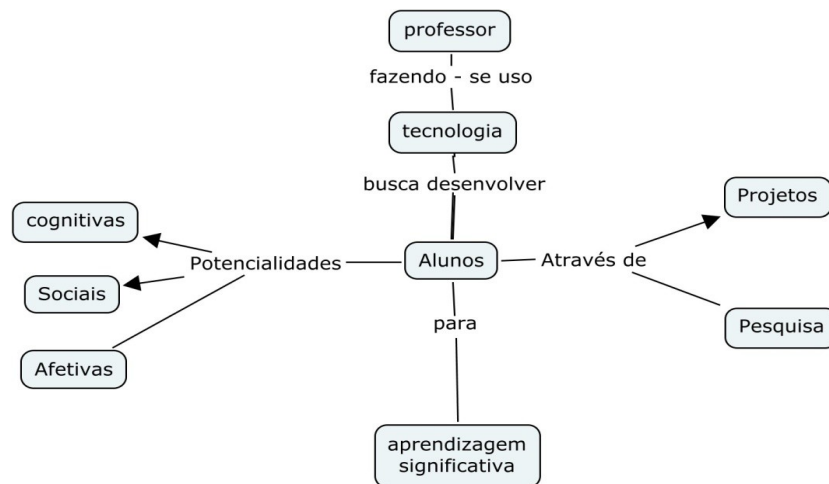 professor
fazendo - se uso
tecnologia
busca desenvolver
Projetos
cognitivas
Potencialidades
Alunos
Através de
Sociais
para
Pesquisa
Afetivas
aprendizagem
significativa